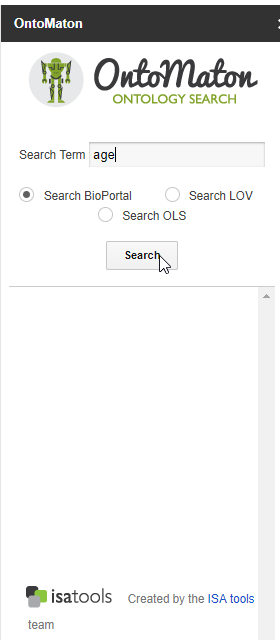 OntoMaton
OntoMaton
ONTOLOGY SEARCH
Search Term age
Search BioPortal Search LOV
Search OLS
Search
isatools Created by the ISA tools
team